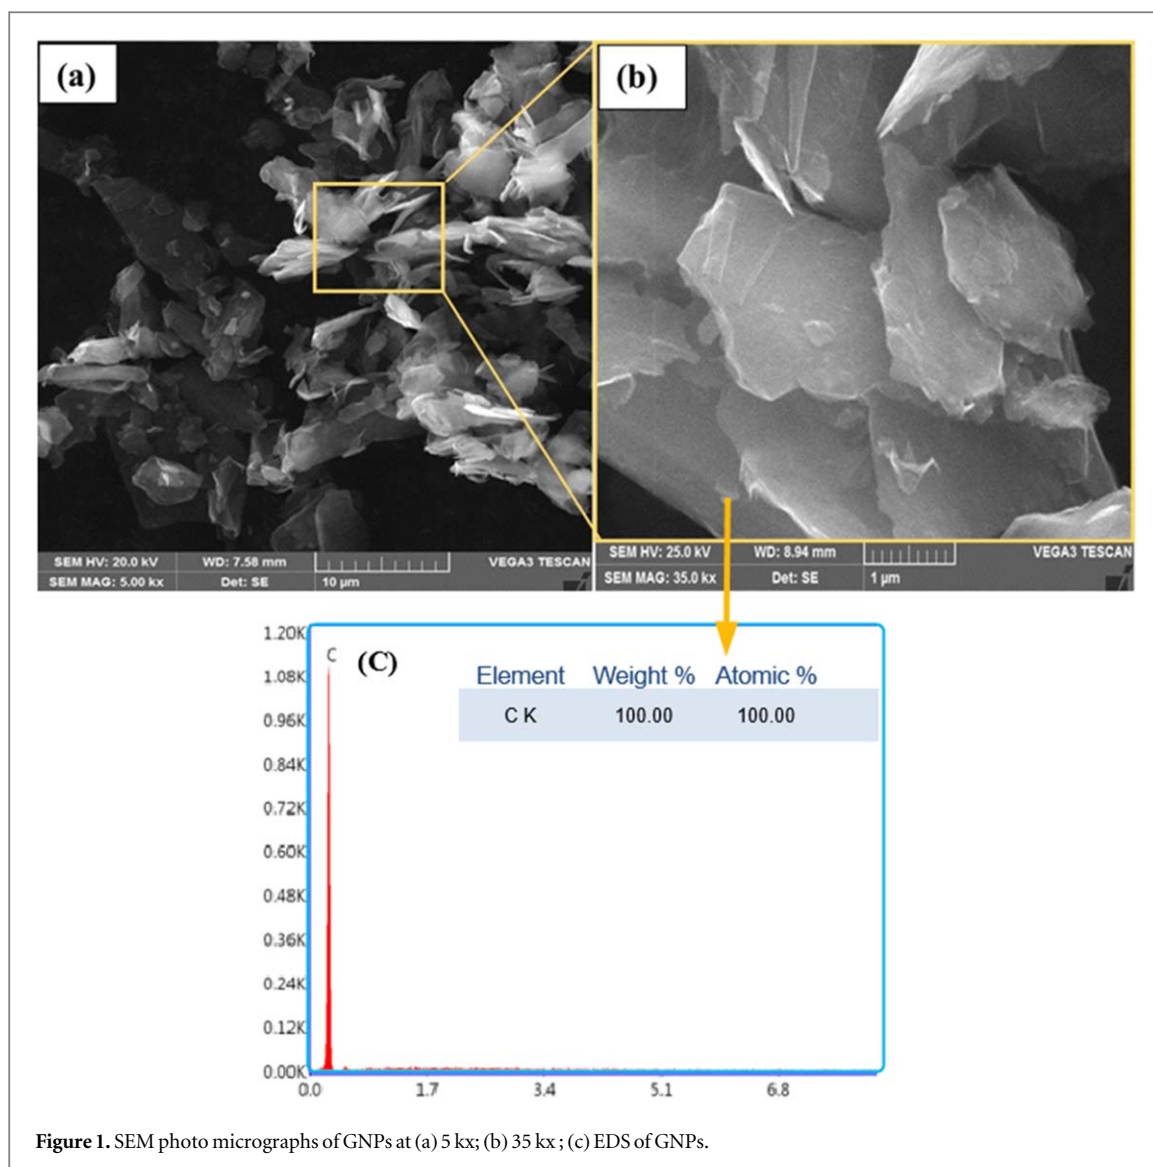 (a)
(b)
SEM HV: 20.0 kV WD: 7.58 mm VEGA3 TESCAN
SEM MAG: 5.00 kx Det: SE 10 µm
SEM HV: 25.0 kV WD: 8.94 mm VEGA3 TESCAN
SEM MAG: 35.0 kx Det: SE 1 µm
(C)
C
Element Weight % Atomic %
C K 100.00 100.00
1.20K
1.08K
0.96K
0.84K
0.72K
0.60K
0.48K
0.36K
0.24K
0.12K
0.00K
0.0 1.7 3.4 5.1 6.8
Figure 1. SEM photo micrographs of GNPs at (a) 5 kx; (b) 35 kx ; (c) EDS of GNPs.